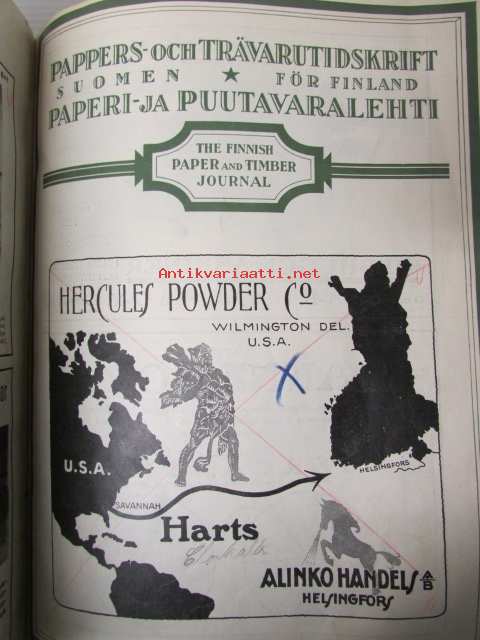 PAPPERS- OCH TRÄVARUTIDSKRIFT
SUOMEN ★ FÖR FINLAND
PAPERI- JA PUUTAVARALEHTI
THE FINNISH
PAPER AND TIMBER
JOURNAL
Antikvariaatti.net
HERCULES POWDER Cº
WILMINGTON DEL.
U.S.A.
U.S.A.
HELSINGFORS
SAVANNAH
Harts
ALINKO HANDELS A/B
HELSINGFORS